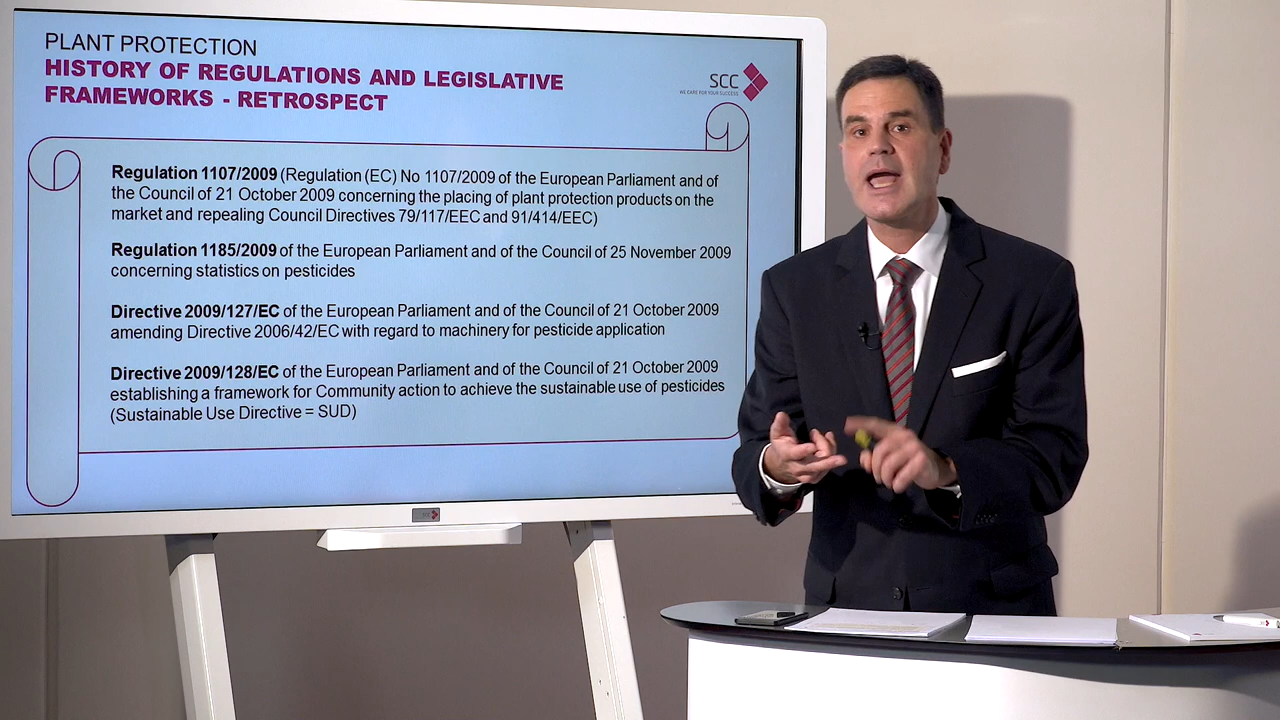 PLANT PROTECTION
HISTORY OF REGULATIONS AND LEGISLATIVE
FRAMEWORKS - RETROSPECT
SCC
WE CARE FOR YOUR SUCCESS
Regulation 1107/2009 (Regulation (EC) No 1107/2009 of the European Parliament and of
the Council of 21 October 2009 concerning the placing of plant protection products on the
market and repealing Council Directives 79/117/EEC and 91/414/EEC)
Regulation 1185/2009 of the European Parliament and of the Council of 25 November 2009
concerning statistics on pesticides
Directive 2009/127/EC of the European Parliament and of the Council of 21 October 2009
amending Directive 2006/42/EC with regard to machinery for pesticide application
Directive 2009/128/EC of the European Parliament and of the Council of 21 October 2009
establishing a framework for Community action to achieve the sustainable use of pesticides
(Sustainable Use Directive = SUD)